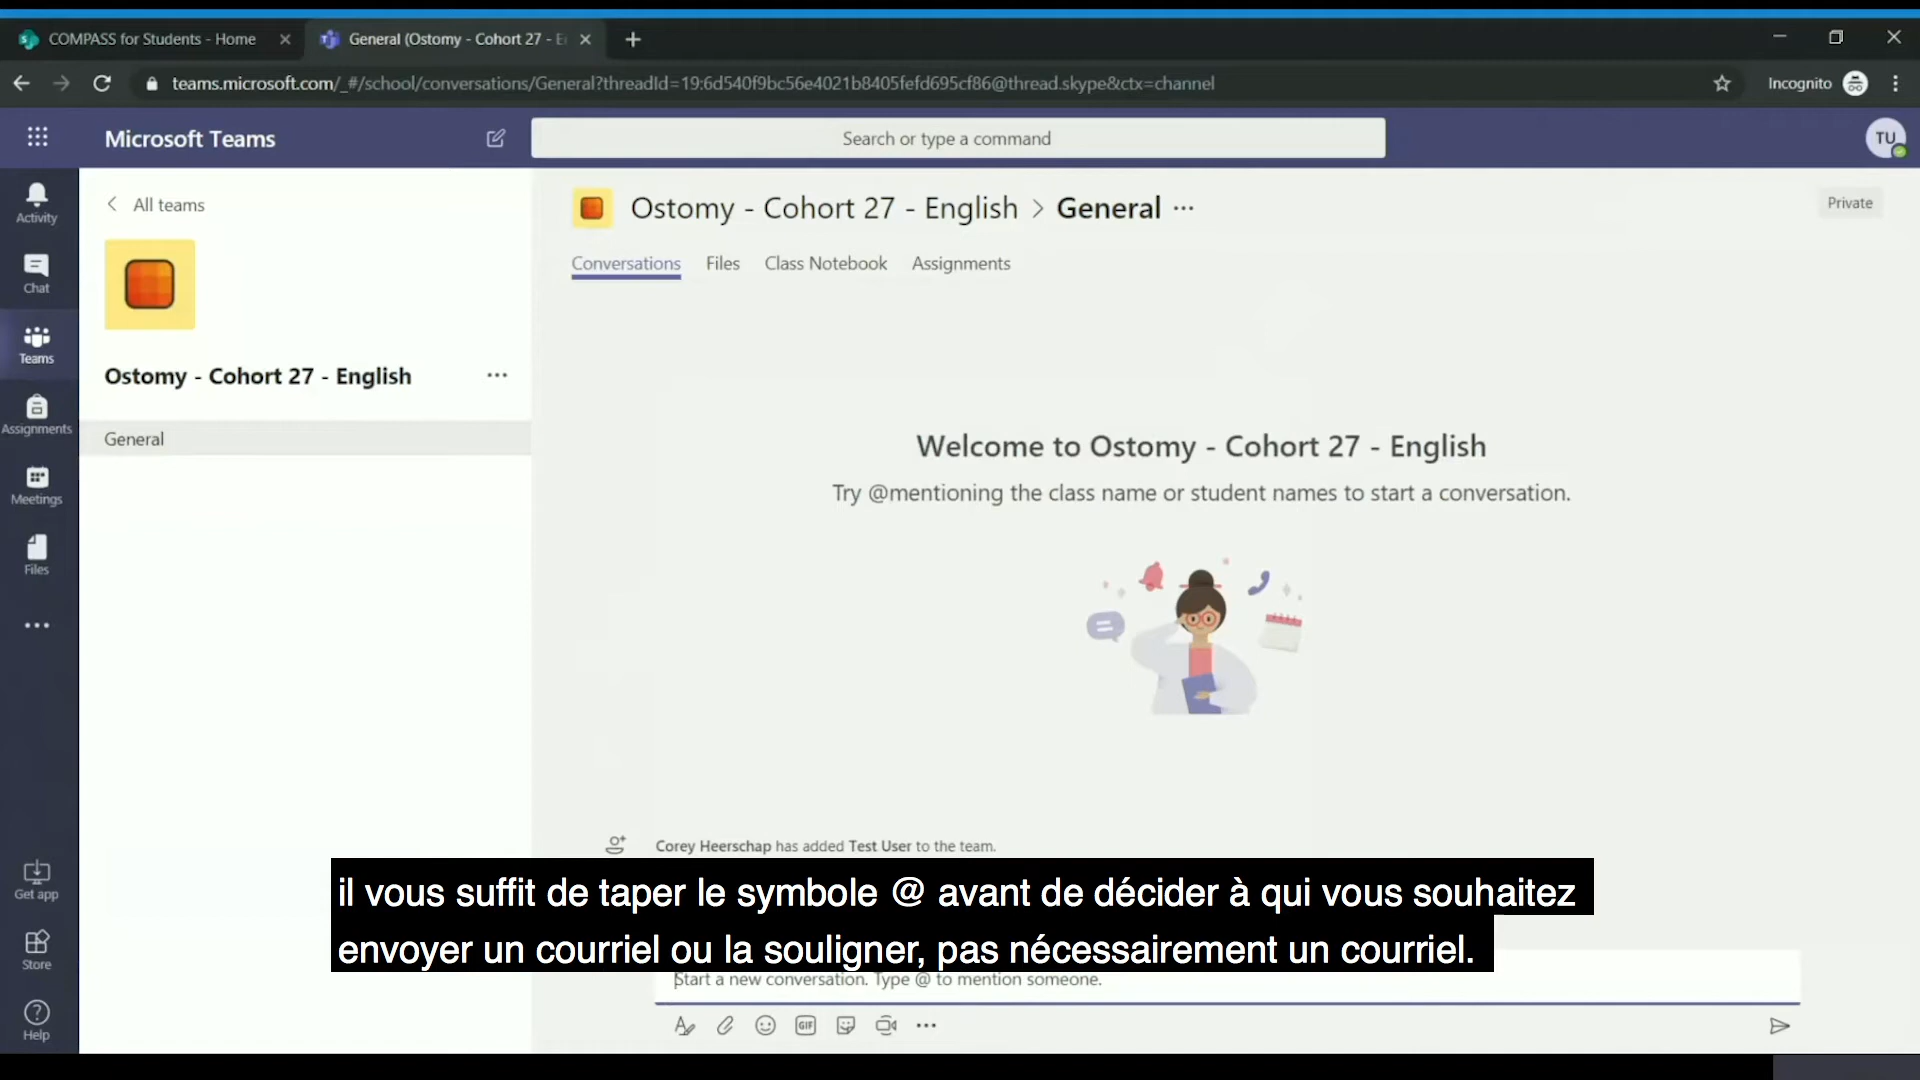 COMPASS for Students - Home
General (Ostomy - Cohort 27 - E
teams.microsoft.com/_#/school/conversations/General?threadId=19:6d540f9bc56e4021b8405fefd695cf86@thread.skype&ctx=channel
Incognito
Microsoft Teams
Search or type a command
TU
Activity
Chat
Teams
Assignments
Meetings
Files
Get app
Store
Help
All teams
Ostomy - Cohort 27 - English
General
Ostomy - Cohort 27 - English > General
Private
Conversations Files Class Notebook Assignments
Welcome to Ostomy - Cohort 27 - English
Try @mentioning the class name or student names to start a conversation.
Corey Heerschap has added Test User to the team.
il vous suffit de taper le symbole @ avant de décider à qui vous souhaitez
envoyer un courriel ou la souligner, pas nécessairement un courriel.
Start a new conversation. Type @ to mention someone.
GIF